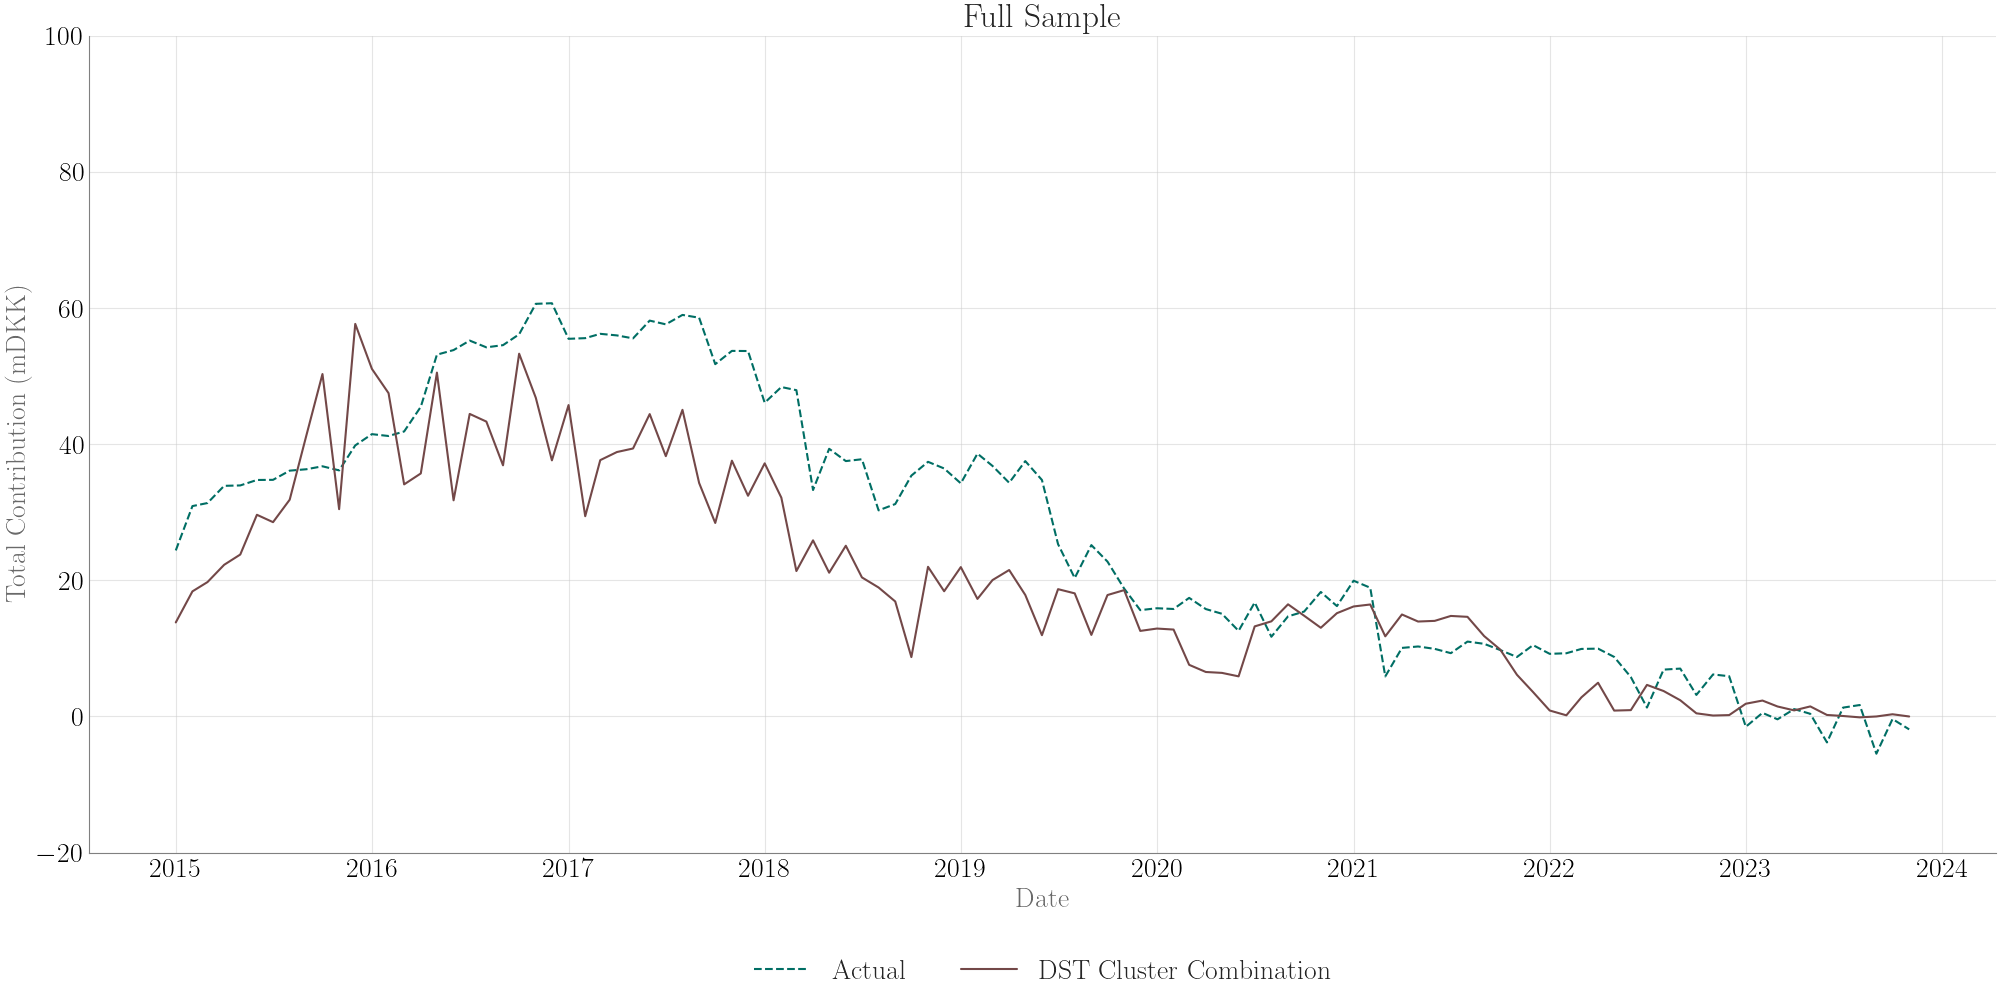 Full Sample
100
80
60
40
20
0
−20
Total Contribution (mDKK)
2015 2016 2017 2018 2019 2020 2021 2022 2023 2024
Date
Actual DST Cluster Combination